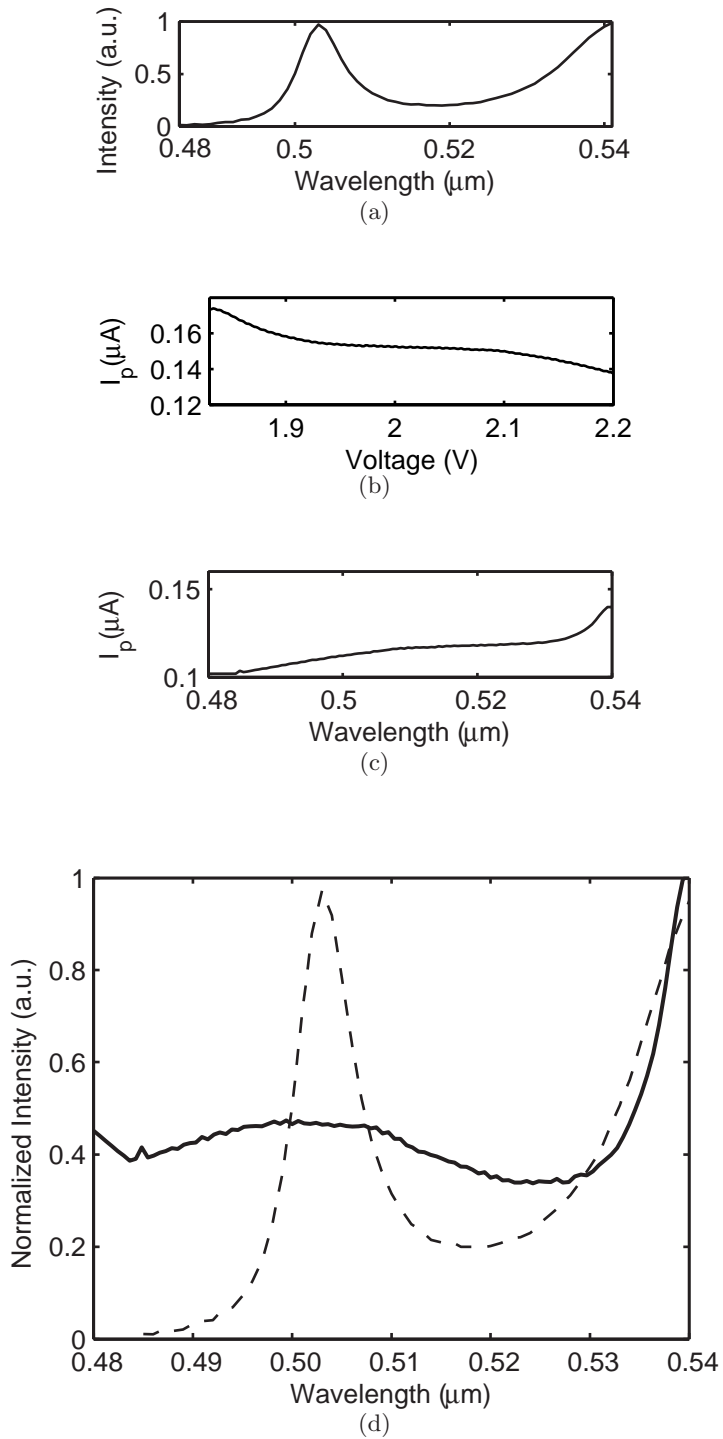 Intensity (a.u.)
1
0.5
0
0.48 0.5 0.52 0.54
Wavelength (μm)
(a)
I_p(μA)
0.16
0.14
0.12
1.9 2 2.1 2.2
Voltage (V)
(b)
I_p(μA)
0.15
0.1
0.48 0.5 0.52 0.54
Wavelength (μm)
(c)
Normalized Intensity (a.u.)
1
0.8
0.6
0.4
0.2
0
0.48 0.49 0.50 0.51 0.52 0.53 0.54
Wavelength (μm)
(d)